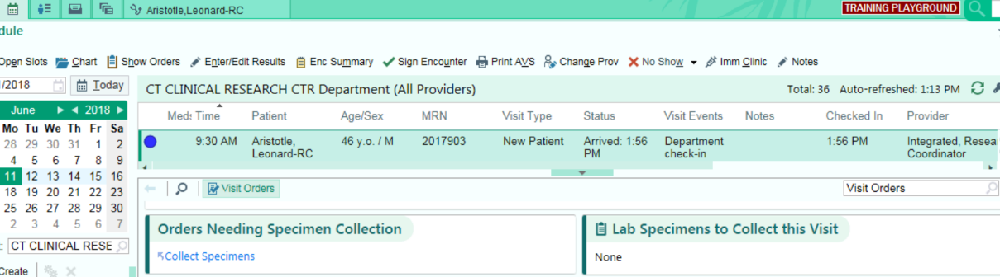 Aristotle,Leonard-RC
TRAINING PLAYGROUND
dule
Open Slots Chart Show Orders Enter/Edit Results Enc Summary Sign Encounter Print AVS Change Prov No Show Imm Clinic Notes
/2018 Today
CT CLINICAL RESEARCH CTR Department (All Providers) Total: 36 Auto-refreshed: 1:13 PM
June 2018
Mo Tu We Th Fr Sa
28 29 30 31 1 2
4 5 6 7 8 9
11 12 13 14 15 16
18 19 20 21 22 23
25 26 27 28 29 30
2 3 4 5 6 7
: CT CLINICAL RESE
Create
Med: Time Patient Age/Sex MRN Visit Type Status Visit Events Notes Checked In Provider
9:30 AM Aristotle, 46 y.o. / M 2017903 New Patient Arrived: 1:56 Department 1:56 PM Integrated, Resea
Leonard-RC PM check-in Coordinator
Visit Orders Visit Orders
Orders Needing Specimen Collection
Collect Specimens
Lab Specimens to Collect this Visit
None